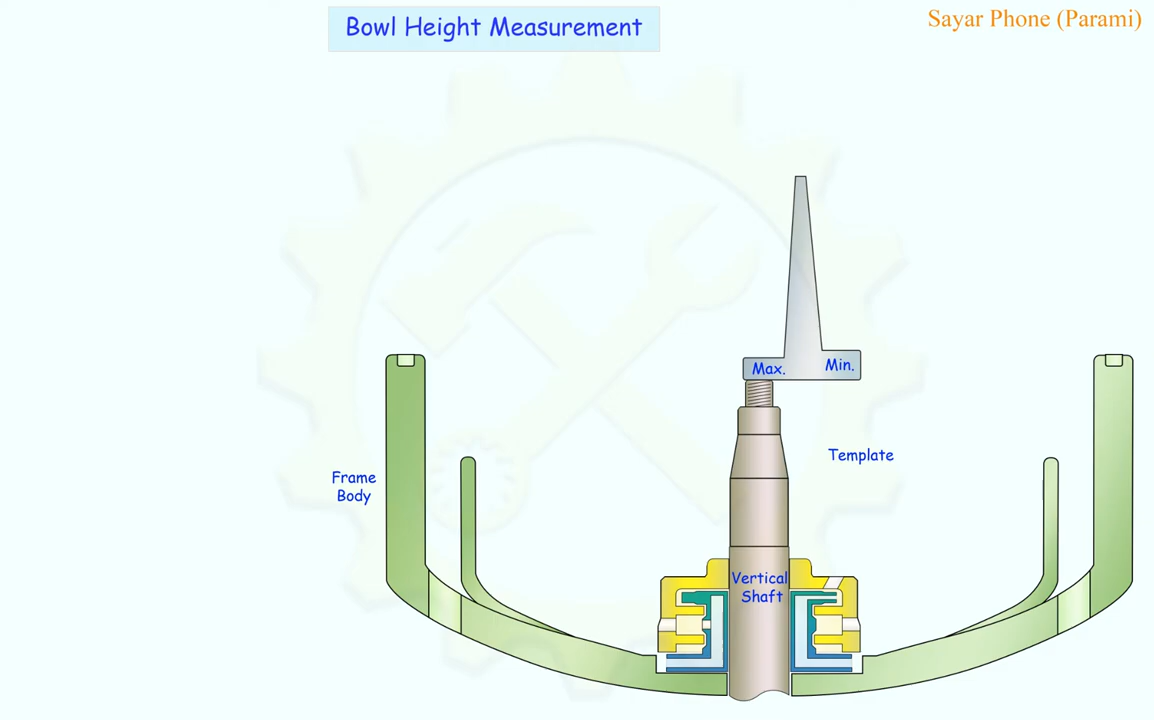 Bowl Height Measurement
Sayar Phone (Parami)
Max.
Min.
Template
Frame
Body
Vertical
Shaft